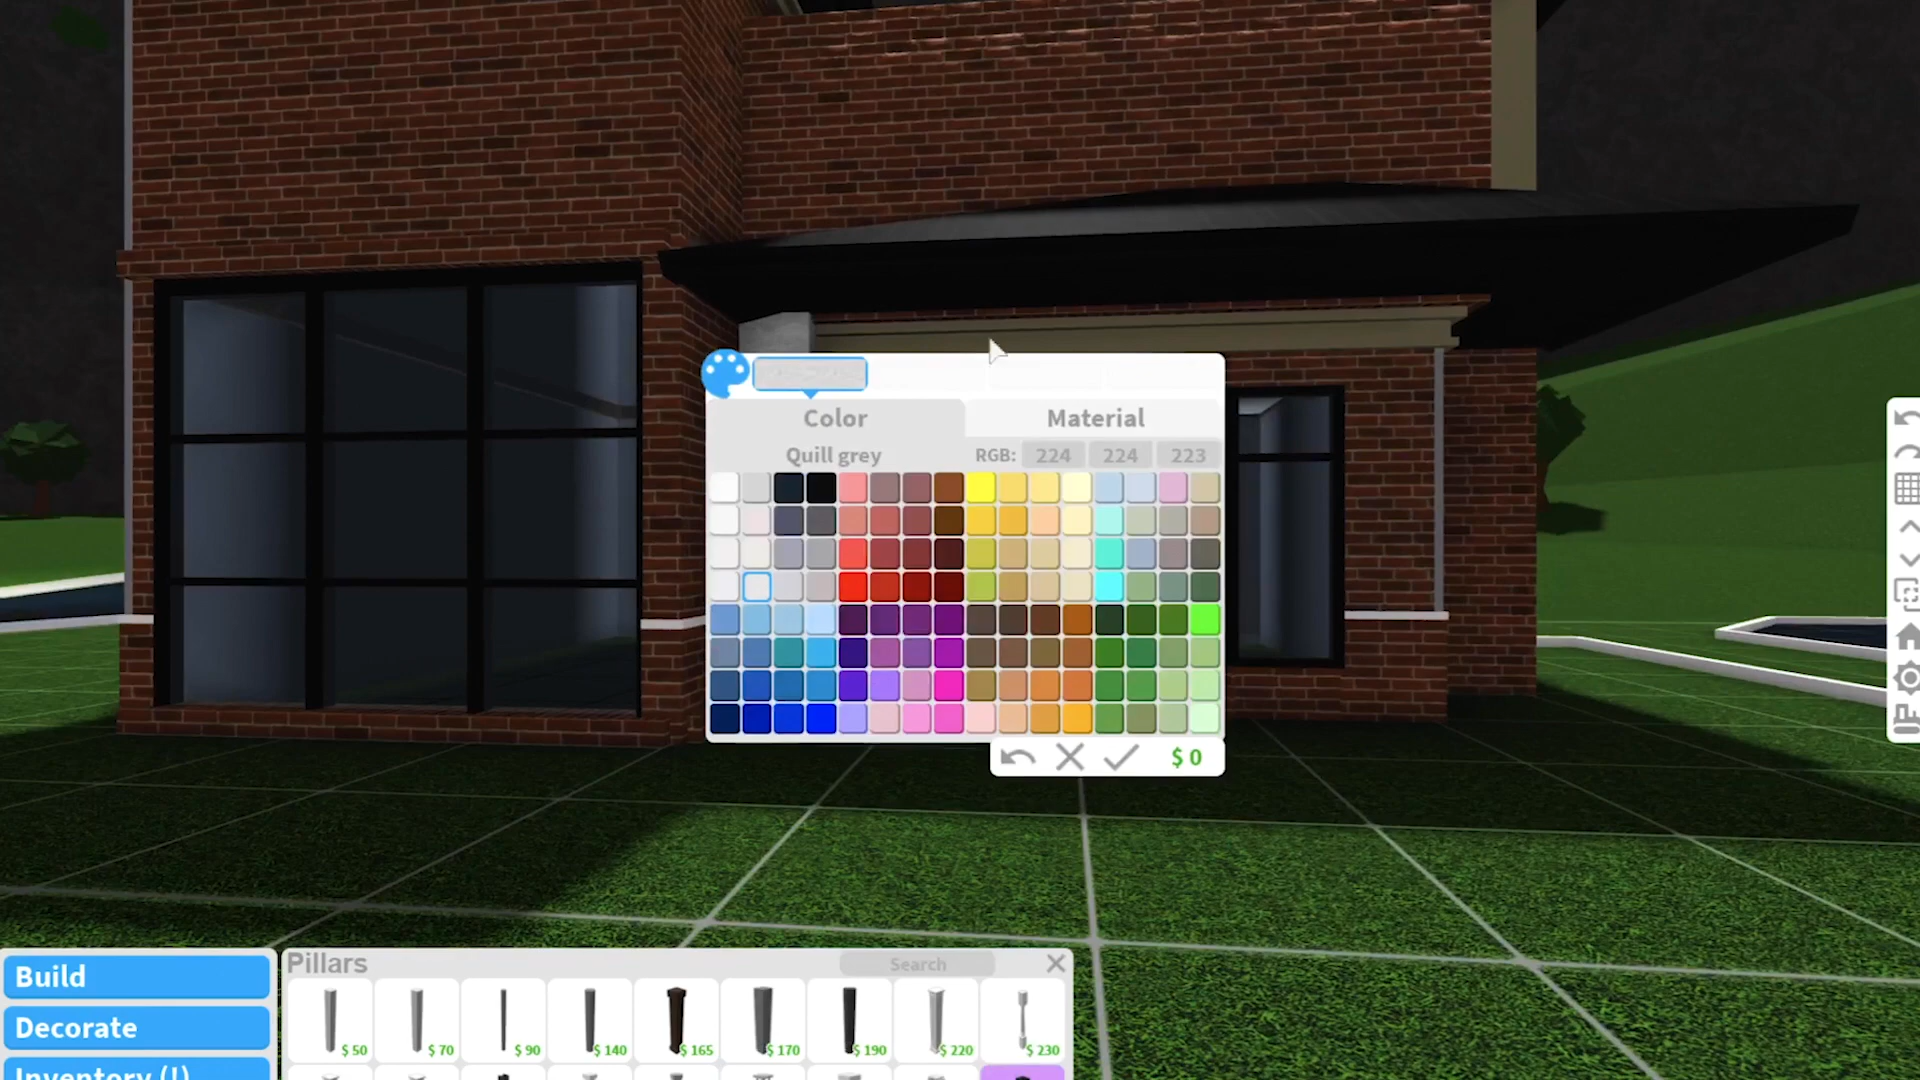 Color
Material
Quill grey
RGB: 224 224 223
$ 0
Build
Decorate
Inventory (!)
Pillars
Search
$ 50
$ 70
$ 90
$ 140
$ 165
$ 170
$ 190
$ 220
$ 230